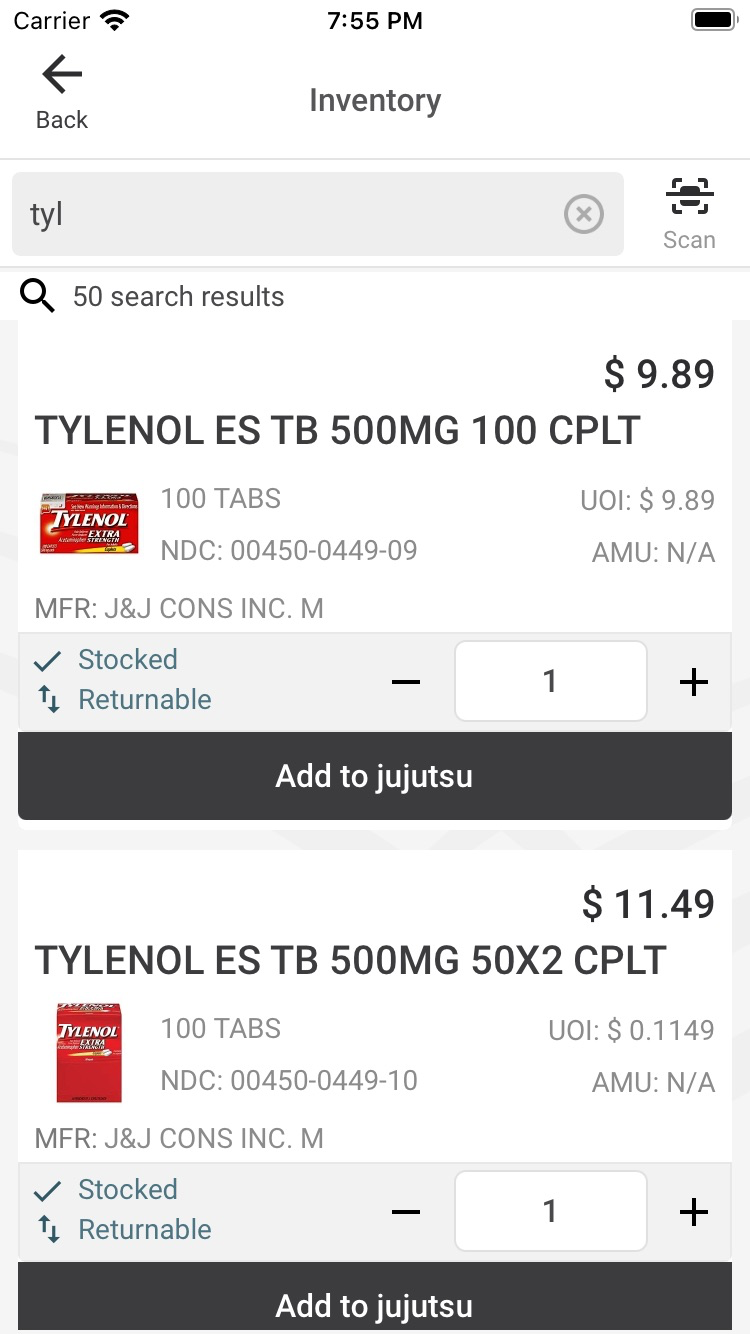 Carrier 7:55 PM
Back
Inventory
tyl
Scan
50 search results
$ 9.89
TYLENOL ES TB 500MG 100 CPLT
TYLENOL
EXTRA
STRENGTH
100 TABS
UOI: $ 9.89
NDC: 00450-0449-09
AMU: N/A
MFR: J&J CONS INC. M
Stocked
Returnable
1
Add to jujutsu
$ 11.49
TYLENOL ES TB 500MG 50X2 CPLT
TYLENOL
EXTRA
STRENGTH
100 TABS
UOI: $ 0.1149
NDC: 00450-0449-10
AMU: N/A
MFR: J&J CONS INC. M
Stocked
Returnable
1
Add to jujutsu